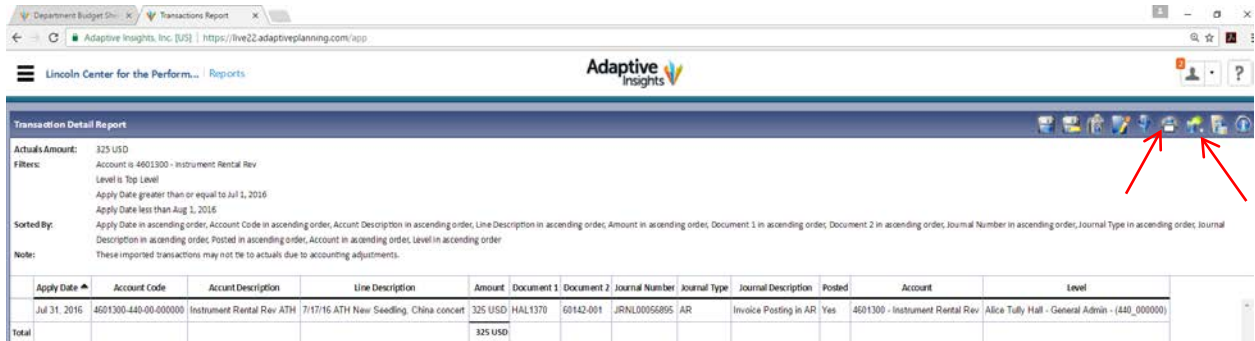 Department Budget Sh
Transactions Report
Adaptive Insights, Inc. [US] | https://live22.adaptiveplanning.com/app
Lincoln Center for the Perform... | Reports
Adaptive Insights
2
?
Transaction Detail Report
Actuals Amount: 325 USD
Filters: Account is 4601300 - Instrument Rental Rev
Level is Top Level
Apply Date greater than or equal to Jul 1, 2016
Apply Date less than Aug 1, 2016
Sorted By: Apply Date in ascending order, Account Code in ascending order, Accunt Description in ascending order, Line Description in ascending order, Amount in ascending order, Document 1 in ascending order, Document 2 in ascending order, Journal Number in ascending order, Journal Type in ascending order, Journal
Description in ascending order, Posted in ascending order, Account in ascending order, Level in ascending order
Note: These imported transactions may not tie to actuals due to accounting adjustments.
Apply Date Account Code Accunt Description Line Description Amount Document 1 Document 2 Journal Number Journal Type Journal Description Posted Account Level
Jul 31, 2016 4601300-440-00-000000 Instrument Rental Rev ATH 7/17/16 ATH New Seedling, China concert 325 USD HAL1370 60142-001 JRNL00056895 AR Invoice Posting in AR Yes 4601300 - Instrument Rental Rev Alice Tully Hall - General Admin - (440_000000)
Total 325 USD